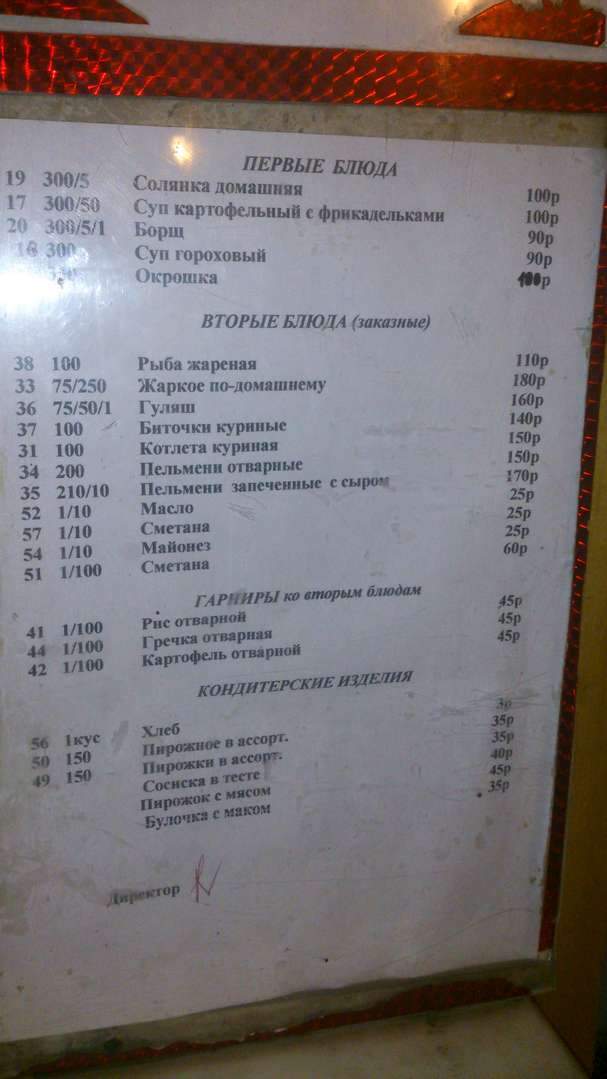 ПЕРВЫЕ БЛЮДА
19 300/5 Солянка домашняя 100р
17 300/50 Суп картофельный с фрикадельками 100р
20 300/5/1 Борщ 90р
16 300 Суп гороховый 90р
Окрошка 100р
ВТОРЫЕ БЛЮДА (заказные)
38 100 Рыба жареная 110р
33 75/250 Жаркое по-домашнему 180р
36 75/50/1 Гуляш 160р
37 100 Биточки куриные 140р
31 100 Котлета куриная 150р
34 200 Пельмени отварные 150р
35 210/10 Пельмени запеченные с сыром 170р
52 1/10 Масло 25р
57 1/10 Сметана 25р
54 1/10 Майонез 25р
51 1/100 Сметана 60р
ГАРНИРЫ ко вторым блюдам
41 1/100 Рис отварной 45р
44 1/100 Гречка отварная 45р
42 1/100 Картофель отварной 45р
КОНДИТЕРСКИЕ ИЗДЕЛИЯ
56 1кус Хлеб 3р
50 150 Пирожное в ассорт. 35р
49 150 Пирожки в ассорт. 35р
Сосиска в тесте 40р
Пирожок с мясом 45р
Булочка с маком 35р
Директор